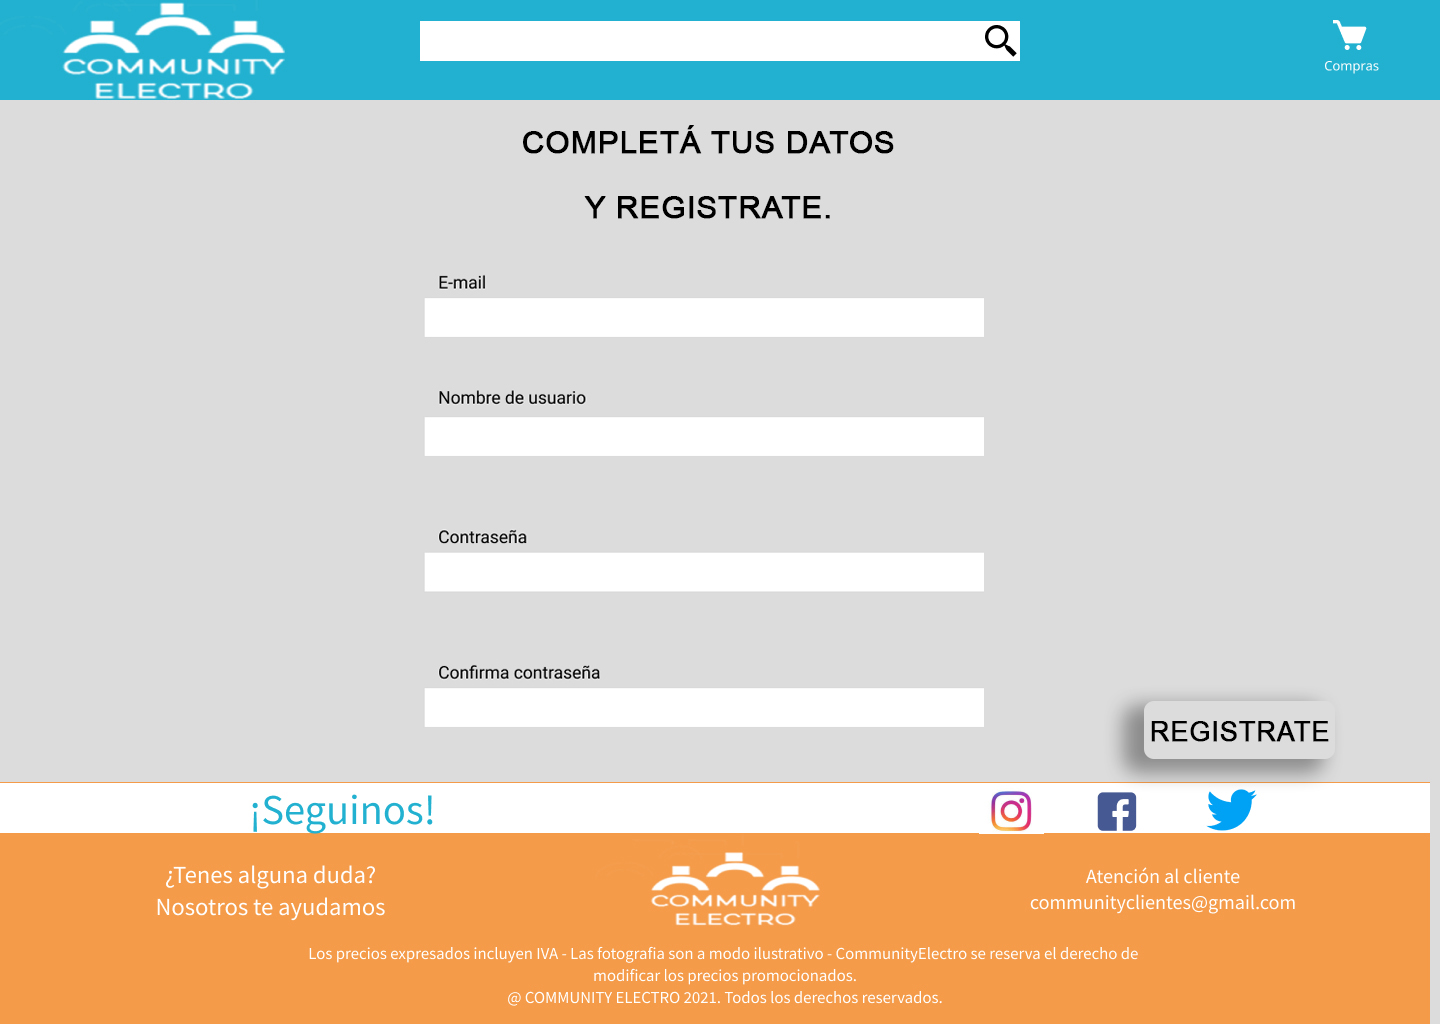 COMMUNITY
ELECTRO
Compras
COMPLETÁ TUS DATOS
Y REGISTRATE.
E-mail
Nombre de usuario
Contraseña
Confirma contraseña
REGISTRATE
¡Seguinos!
¿Tenes alguna duda?
Nosotros te ayudamos
COMMUNITY
ELECTRO
Atención al cliente
communityclientes@gmail.com
Los precios expresados incluyen IVA - Las fotografia son a modo ilustrativo - CommunityElectro se reserva el derecho de
modificar los precios promocionados.
@ COMMUNITY ELECTRO 2021. Todos los derechos reservados.